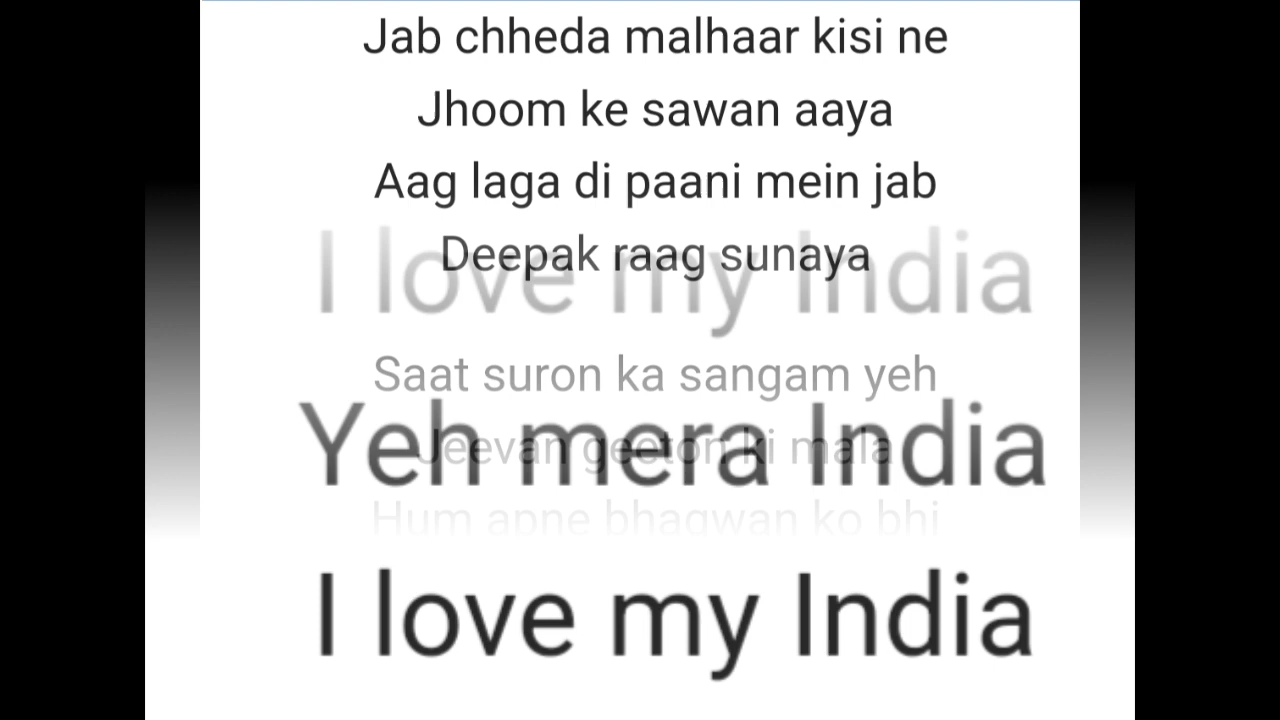 Jab chheda malhaar kisi ne
Jhoom ke sawan aaya
Aag laga di paani mein jab
Deepak raag sunaya
I love my India
Saat suron ka sangam yeh
Yeh mera India
Jeevan geeton ki mala
Hum apne bhagwan ko bhi
I love my India